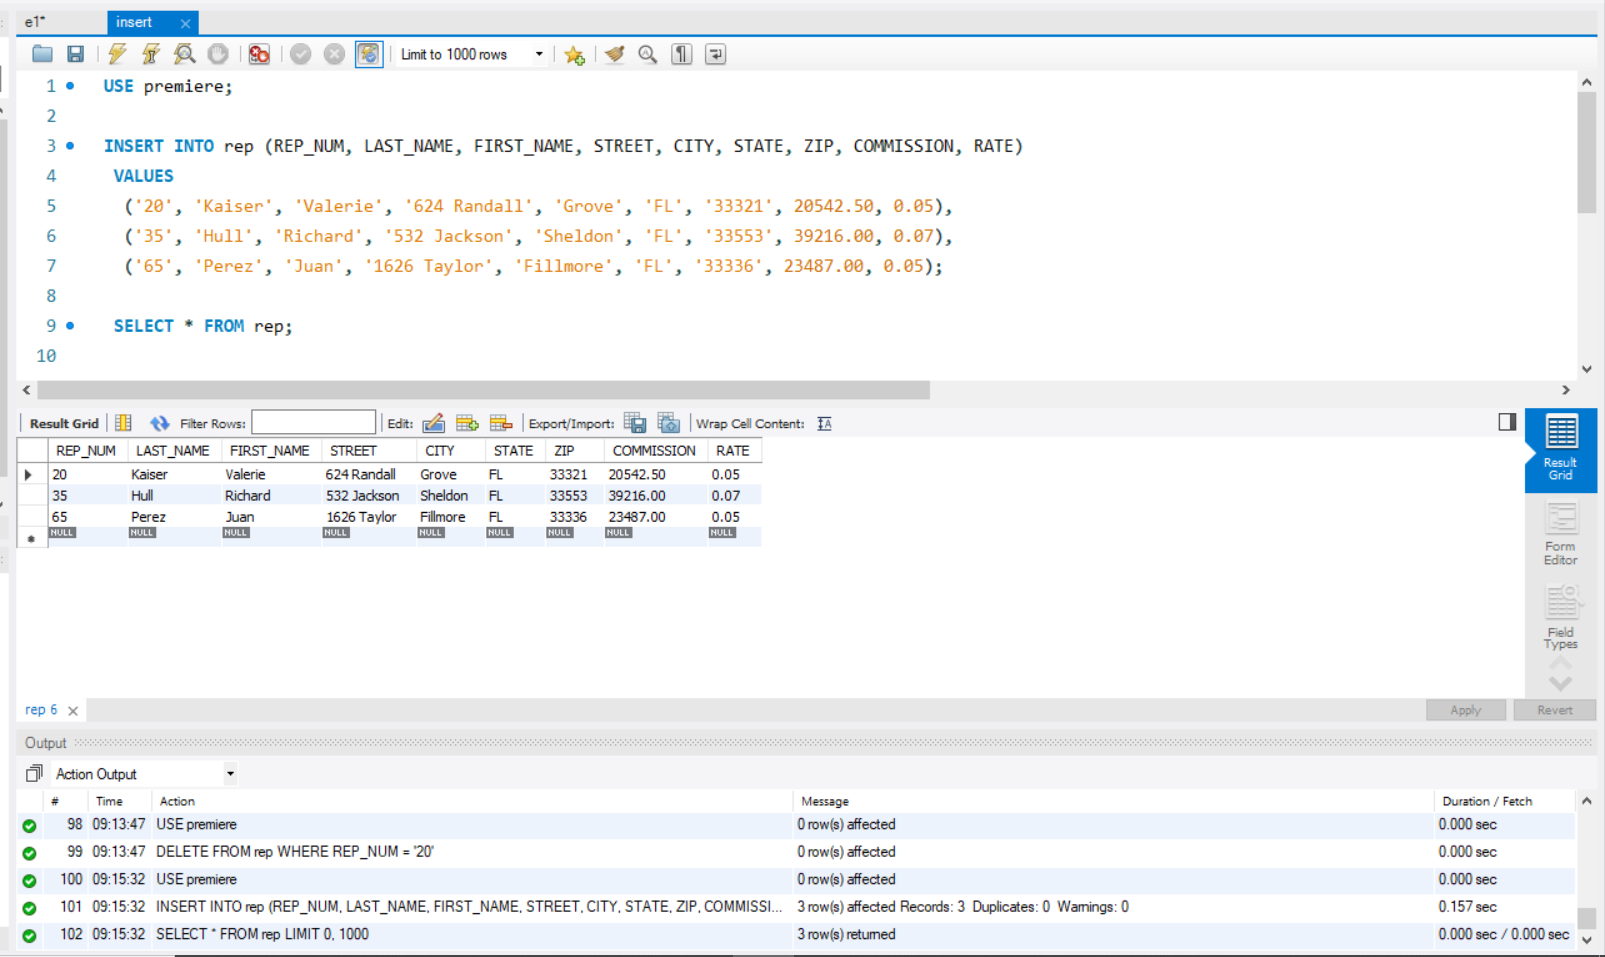 e1*
insert
Limit to 1000 rows
1 USE premiere;
2
3 INSERT INTO rep (REP_NUM, LAST_NAME, FIRST_NAME, STREET, CITY, STATE, ZIP, COMMISSION, RATE)
4 VALUES
5 ('20', 'Kaiser', 'Valerie', '624 Randall', 'Grove', 'FL', '33321', 20542.50, 0.05),
6 ('35', 'Hull', 'Richard', '532 Jackson', 'Sheldon', 'FL', '33553', 39216.00, 0.07),
7 ('65', 'Perez', 'Juan', '1626 Taylor', 'Fillmore', 'FL', '33336', 23487.00, 0.05);
8
9 SELECT * FROM rep;
10
Result Grid Filter Rows: Edit: Export/Import: Wrap Cell Content: IA
REP_NUM LAST_NAME FIRST_NAME STREET CITY STATE ZIP COMMISSION RATE
20 Kaiser Valerie 624 Randall Grove FL 33321 20542.50 0.05
35 Hull Richard 532 Jackson Sheldon FL 33553 39216.00 0.07
65 Perez Juan 1626 Taylor Fillmore FL 33336 23487.00 0.05
NULL NULL NULL NULL NULL NULL NULL NULL NULL
Result
Grid
Form
Editor
Field
Types
rep 6
Apply Revert
Output
Action Output
# Time Action Message Duration / Fetch
98 09:13:47 USE premiere 0 row(s) affected 0.000 sec
99 09:13:47 DELETE FROM rep WHERE REP_NUM = '20' 0 row(s) affected 0.000 sec
100 09:15:32 USE premiere 0 row(s) affected 0.000 sec
101 09:15:32 INSERT INTO rep (REP_NUM, LAST_NAME, FIRST_NAME, STREET, CITY, STATE, ZIP, COMMISSI... 3 row(s) affected Records: 3 Duplicates: 0 Warnings: 0 0.157 sec
102 09:15:32 SELECT * FROM rep LIMIT 0, 1000 3 row(s) returned 0.000 sec / 0.000 sec